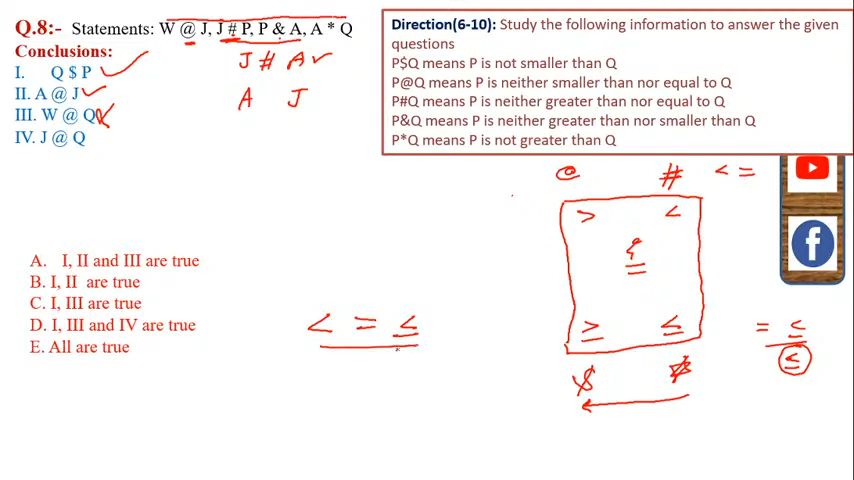 Q.8:- Statements: W @ J, J # P, P & A, A * Q
Conclusions:
I. Q $ P
II. A @ J
III. W @ Q
IV. J @ Q
J # A
A J
A. I, II and III are true
B. I, II are true
C. I, III are true
D. I, III and IV are true
E. All are true
Direction(6-10): Study the following information to answer the given
questions
P$Q means P is not smaller than Q
P@Q means P is neither smaller than nor equal to Q
P#Q means P is neither greater than nor equal to Q
P&Q means P is neither greater than nor smaller than Q
P*Q means P is not greater than Q
@ # < =
> <
=
≥ ≤
= ≤
≤
< = ≤
$